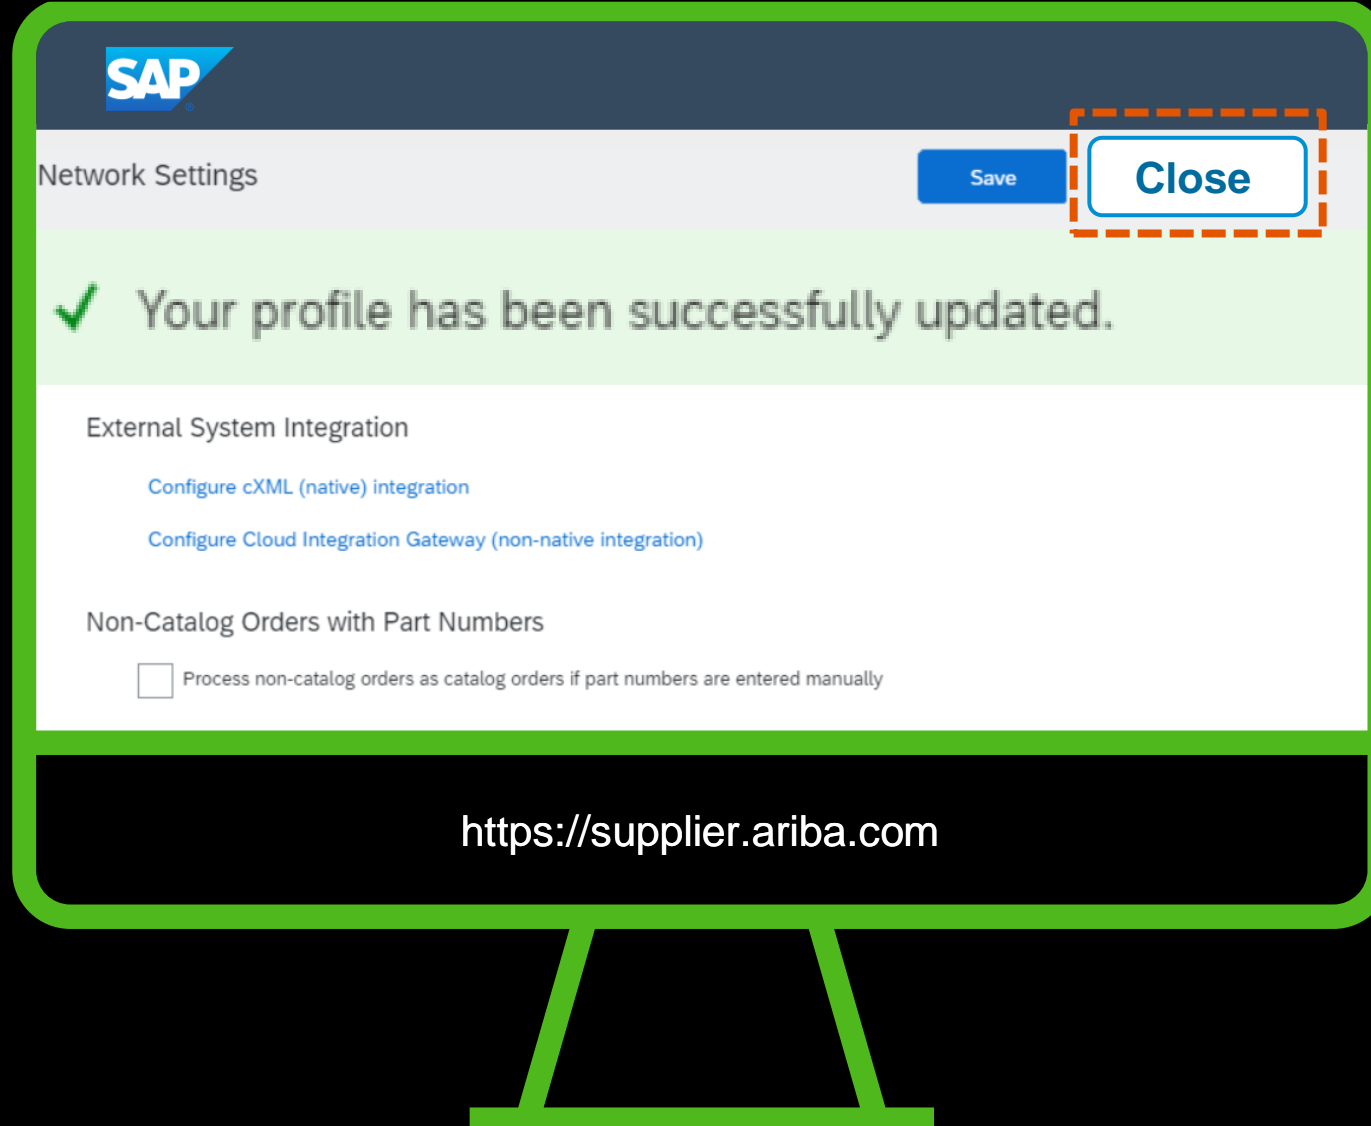 SAP®
Network Settings
Save
Close
Your profile has been successfully updated.
External System Integration
Configure cXML (native) integration
Configure Cloud Integration Gateway (non-native integration)
Non-Catalog Orders with Part Numbers
Process non-catalog orders as catalog orders if part numbers are entered manually
https://supplier.ariba.com